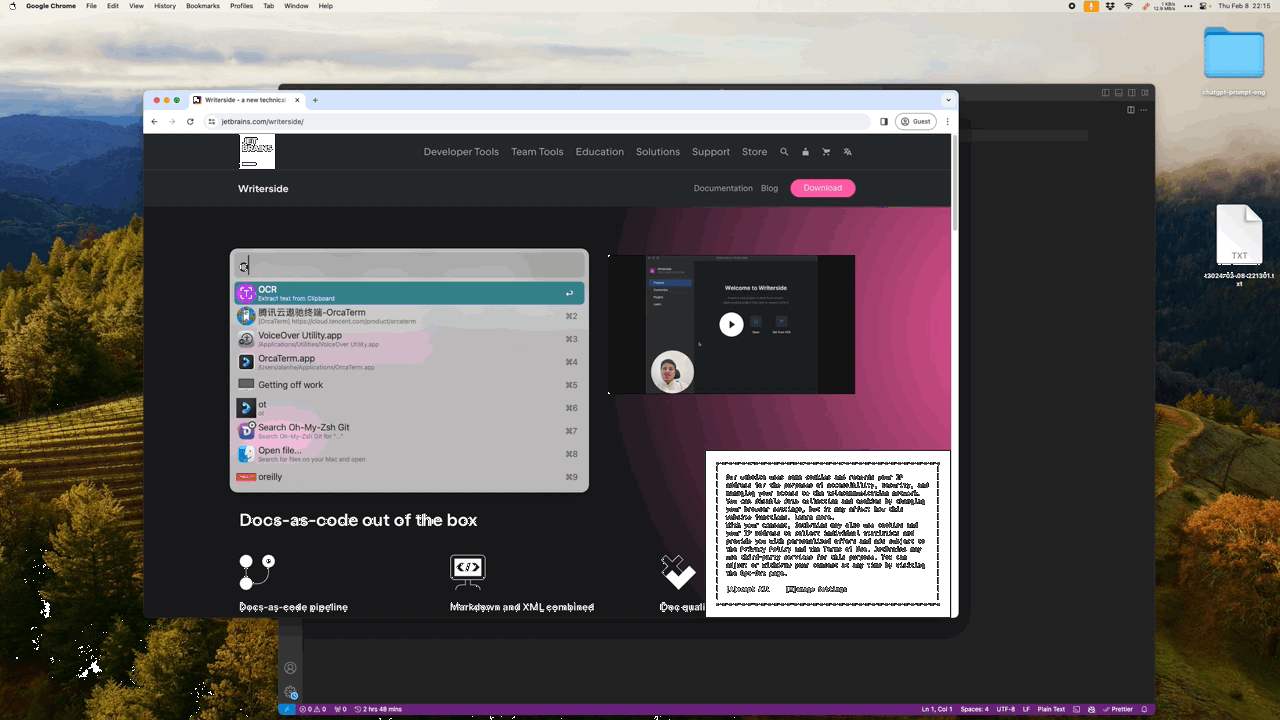 Google Chrome File Edit View History Bookmarks Profiles Tab Window Help
1 KB/s
12.9 MB/s
Thu Feb 8 22:15
chatgpt-prompt-eng
TXT
Writerside - a new technical
jetbrains.com/writerside/
Guest
JET
BRAINS
Developer Tools Team Tools Education Solutions Support Store
Writerside
Documentation Blog Download
OCR
Extract text from Clipboard
腾讯云遨驰终端-OrcaTerm
[OrcaTerm] https://cloud.tencent.com/product/orcaterm
⌘2
VoiceOver Utility.app
/Applications/Utilities/VoiceOver Utility.app
⌘3
OrcaTerm.app
/Users/alanhe/Applications/OrcaTerm.app
⌘4
Getting off work
⌘5
ot
or
⌘6
Search Oh-My-Zsh Git
Search Oh-My-Zsh Git for "..."
⌘7
Open file...
Search for files on your Mac and open
⌘8
oreilly
⌘9
Writerside
Welcome to Writerside
Docs-as-code out of the box
Docs-as-code pipeline
Markdown and XML combined
Docs quali
Our website uses some cookies and records your IP
address for the purposes of accessibility, security, and
managing your access to the telecommunication network.
You can disable data collection and cookies by changing
your browser settings, but it may affect how this
website functions. Learn more.
With your consent, JetBrains may also use cookies and
your IP address to collect individual statistics and
provide you with personalized offers and ads subject to
the Privacy Policy and the Terms of Use. JetBrains may
use third-party services for this purpose. You can
adjust or withdraw your consent at any time by visiting
the Opt-Out page.
Accept All Manage Settings
0 0 0 2 hrs 48 mins
Ln 1, Col 1 Spaces: 4 UTF-8 LF Plain Text Prettier